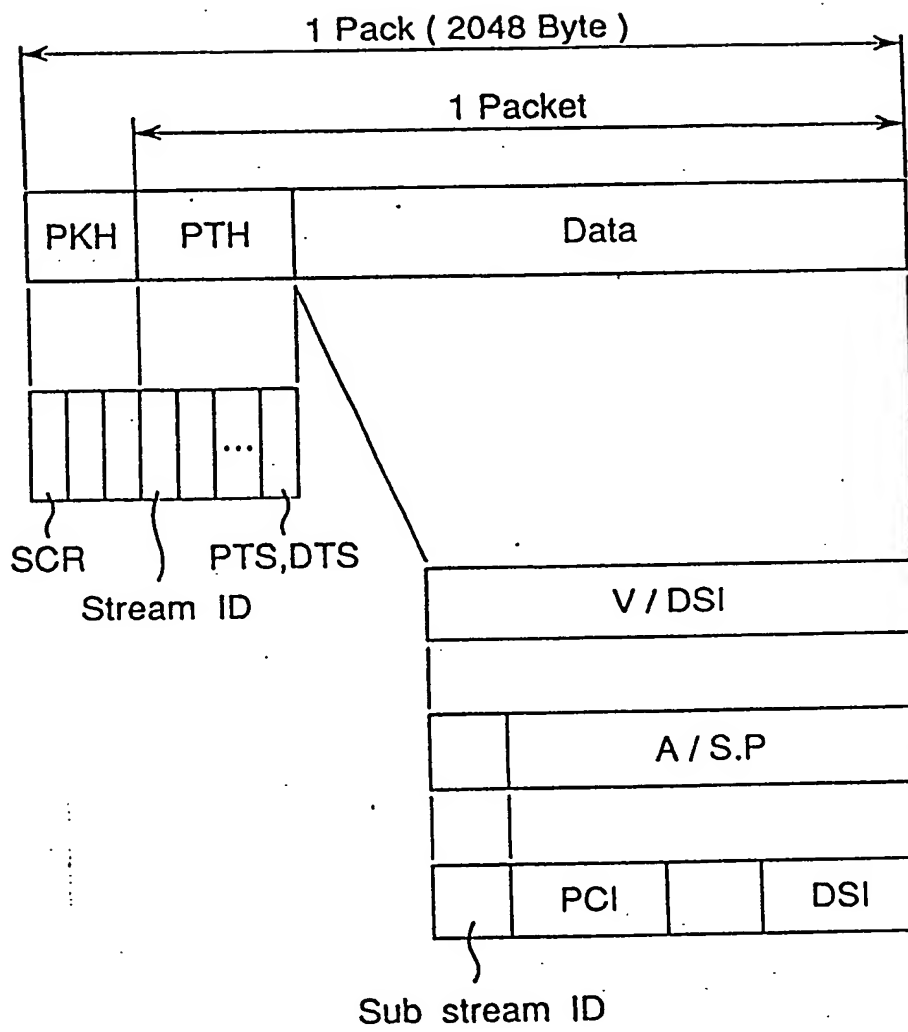 1 Pack ( 2048 Byte )
1 Packet
PKH PTH Data
...
SCR PTS,DTS
Stream ID
V / DSI
A / S.P
PCI DSI
Sub stream ID